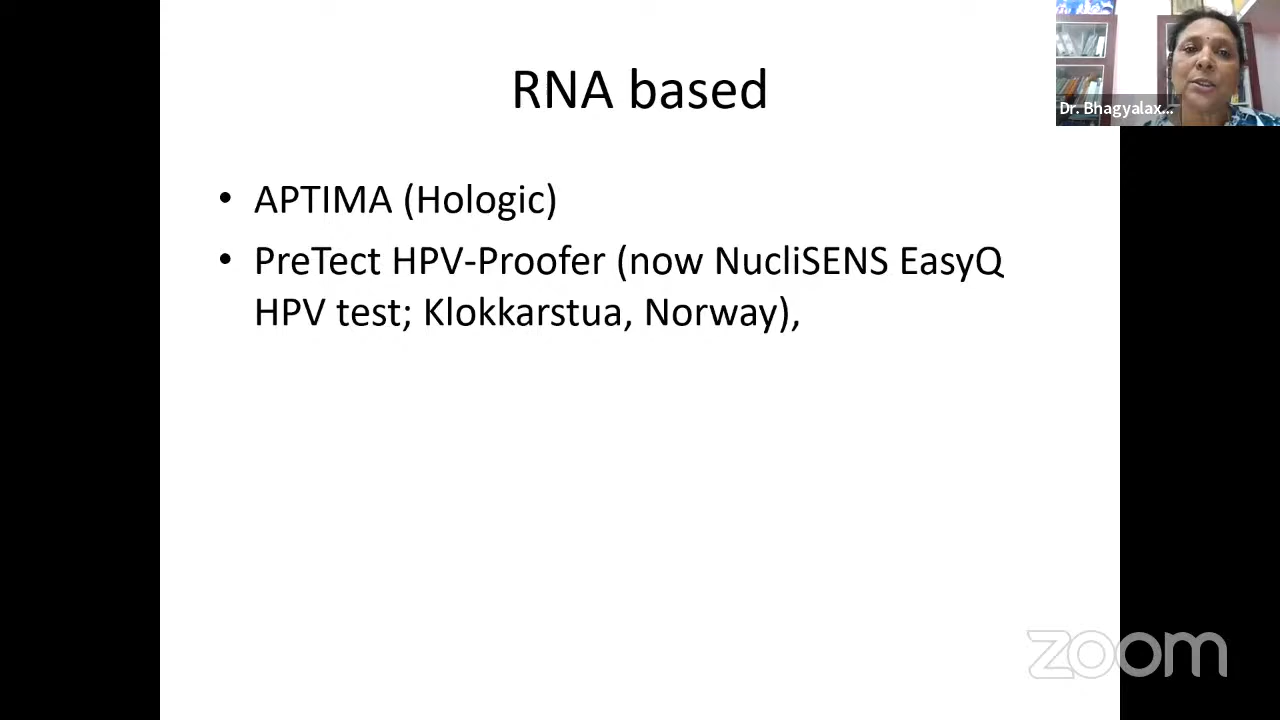 RNA based
Dr. Bhagyalax...
• APTIMA (Hologic)
• PreTect HPV-Proofer (now NucliSENS EasyQ
HPV test; Klokkarstua, Norway),
zoom